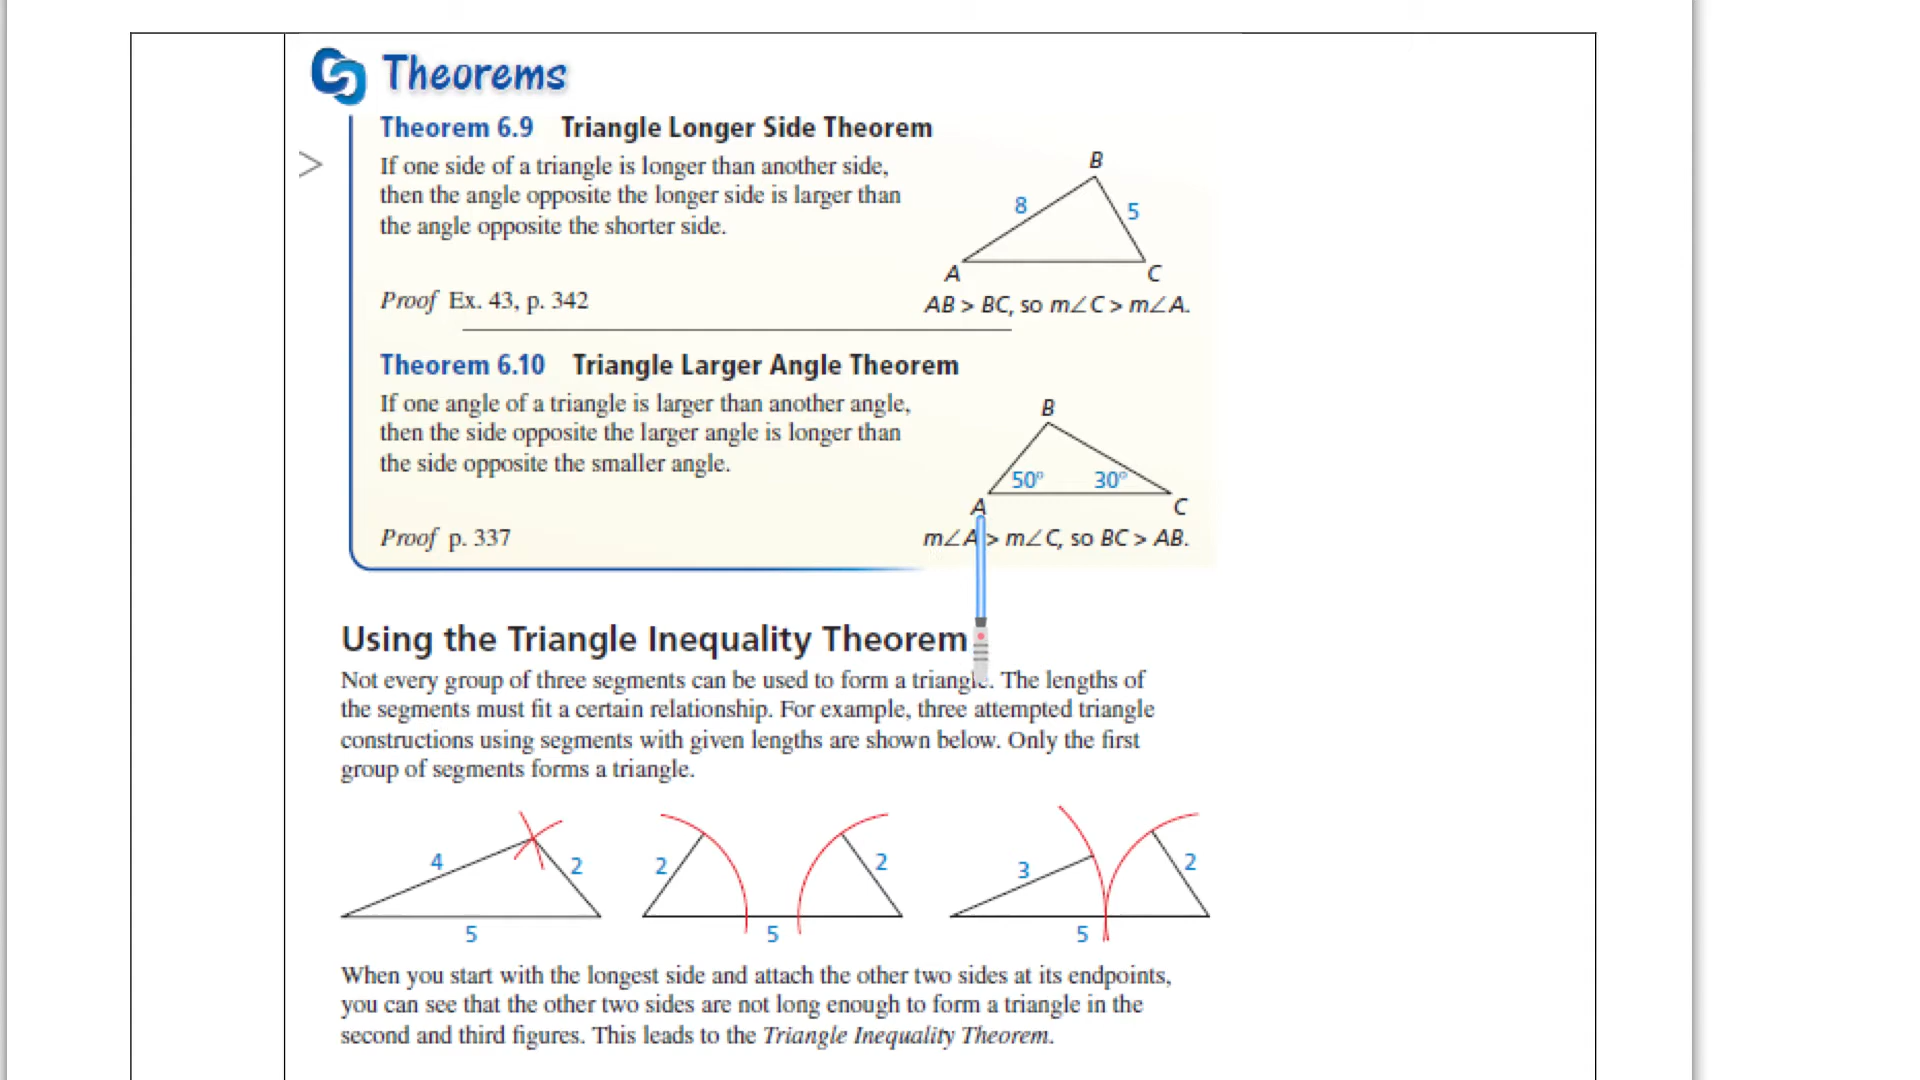 Theorems
Theorem 6.9 Triangle Longer Side Theorem
If one side of a triangle is longer than another side,
then the angle opposite the longer side is larger than
the angle opposite the shorter side.
B
8
5
A
C
Proof Ex. 43, p. 342
AB > BC, so m∠C > m∠A.
Theorem 6.10 Triangle Larger Angle Theorem
If one angle of a triangle is larger than another angle,
then the side opposite the larger angle is longer than
the side opposite the smaller angle.
B
50° 30°
A
C
Proof p. 337
m∠A > m∠C, so BC > AB.
Using the Triangle Inequality Theorem
Not every group of three segments can be used to form a triangle. The lengths of
the segments must fit a certain relationship. For example, three attempted triangle
constructions using segments with given lengths are shown below. Only the first
group of segments forms a triangle.
4 2 5
2 2 5
3 2 5
When you start with the longest side and attach the other two sides at its endpoints,
you can see that the other two sides are not long enough to form a triangle in the
second and third figures. This leads to the Triangle Inequality Theorem.